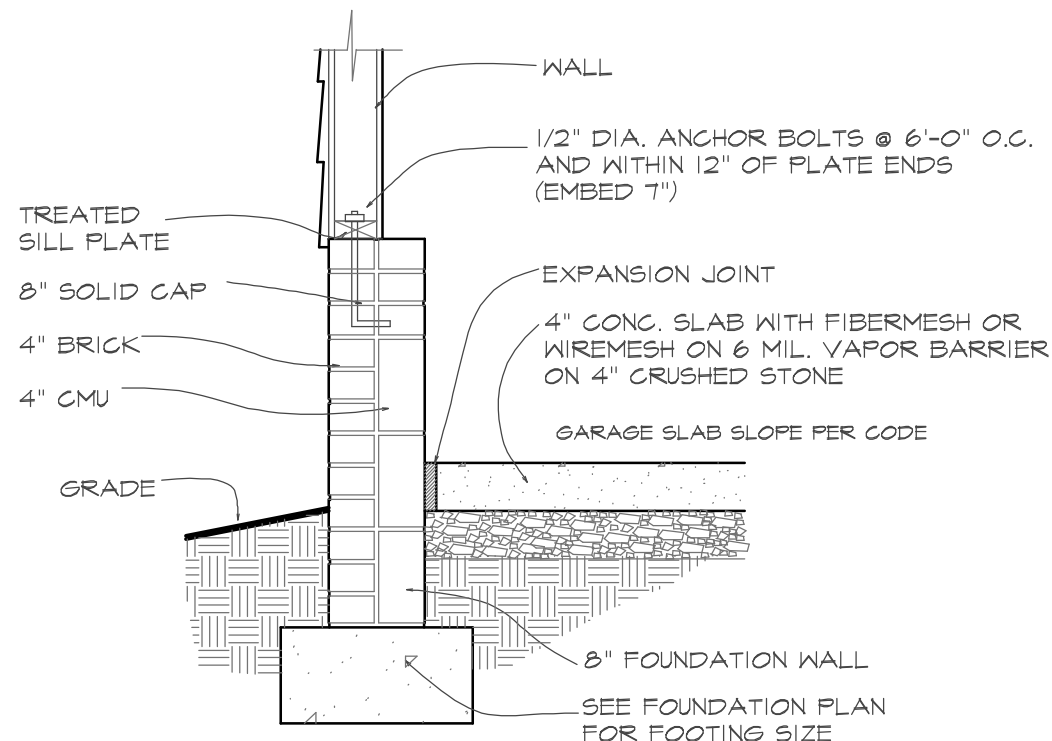 WALL
1/2" DIA. ANCHOR BOLTS @ 6'-0" O.C.
AND WITHIN 12" OF PLATE ENDS
(EMBED 7")
TREATED
SILL PLATE
8" SOLID CAP
4" BRICK
4" CMU
EXPANSION JOINT
4" CONC. SLAB WITH FIBERMESH OR
WIREMESH ON 6 MIL. VAPOR BARRIER
ON 4" CRUSHED STONE
GARAGE SLAB SLOPE PER CODE
GRADE
8" FOUNDATION WALL
SEE FOUNDATION PLAN
FOR FOOTING SIZE